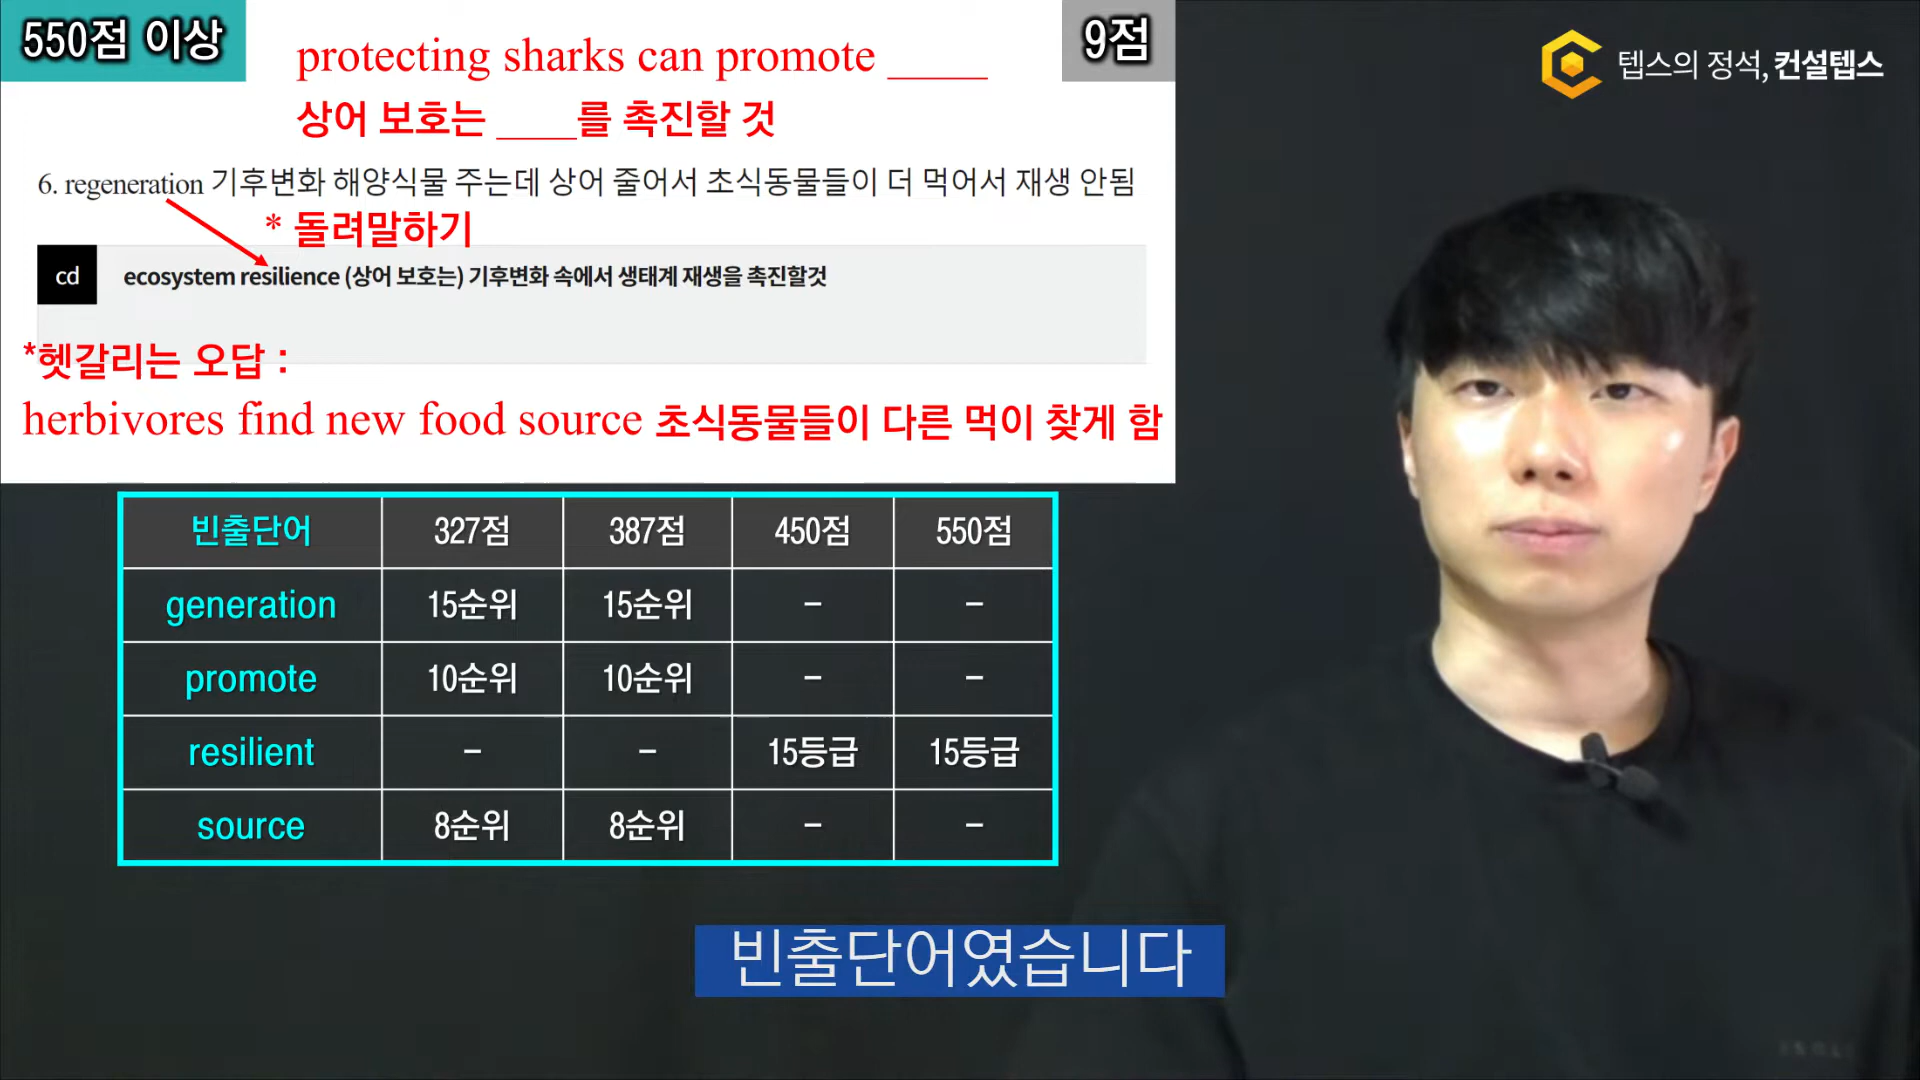 550점 이상
9점
protecting sharks can promote ____
상어 보호는 ____를 촉진할 것
텝스의 정석, 컨설텝스
6. regeneration 기후변화 해양식물 주는데 상어 줄어서 초식동물들이 더 먹어서 재생 안됨
* 돌려말하기
cd ecosystem resilience (상어 보호는) 기후변화 속에서 생태계 재생을 촉진할것
*헷갈리는 오답 :
herbivores find new food source 초식동물들이 다른 먹이 찾게 함
빈출단어 327점 387점 450점 550점
generation 15순위 15순위 - -
promote 10순위 10순위 - -
resilient - - 15등급 15등급
source 8순위 8순위 - -
빈출단어였습니다